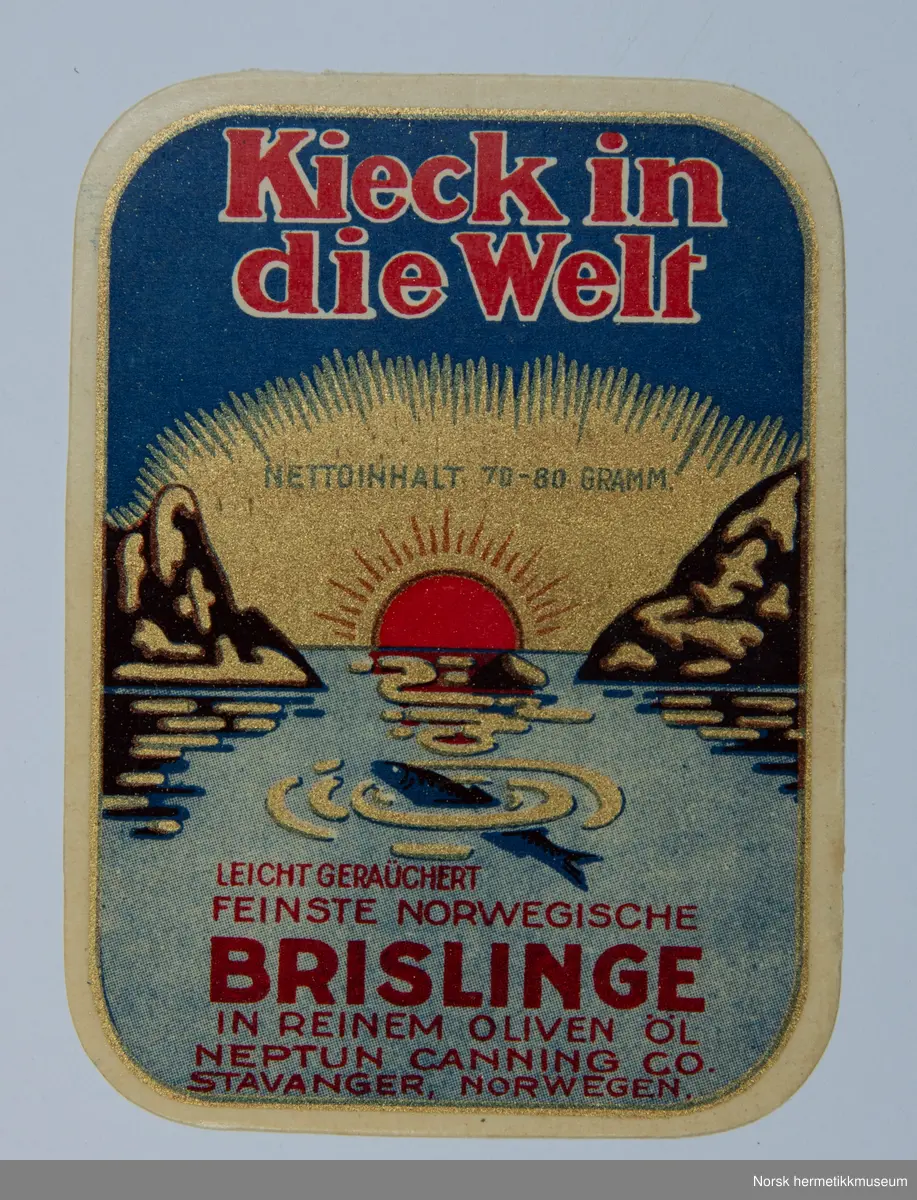 Kieck in
die Welt
NETTOINHALT 70-80 GRAMM.
LEICHT GERAÜCHERT
FEINSTE NORWEGISCHE
BRISLINGE
IN REINEM OLIVEN ÖL
NEPTUN CANNING CO.
STAVANGER, NORWEGEN.
Norsk hermetikkmuseum